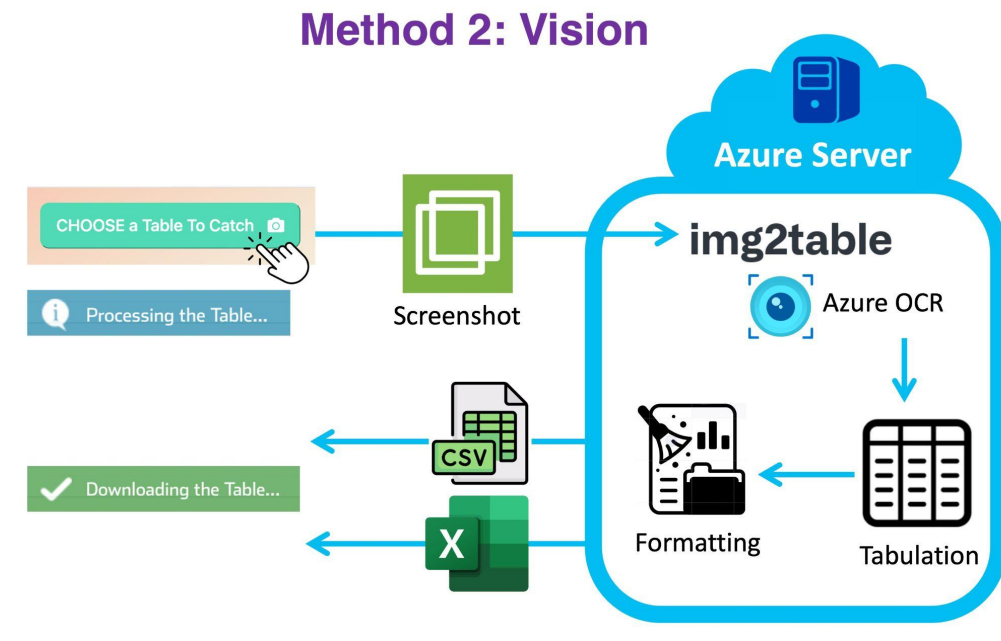 Method 2: Vision
Azure Server
CHOOSE a Table To Catch
img2table
Azure OCR
Screenshot
Processing the Table...
CSV
Downloading the Table...
X
Formatting
Tabulation